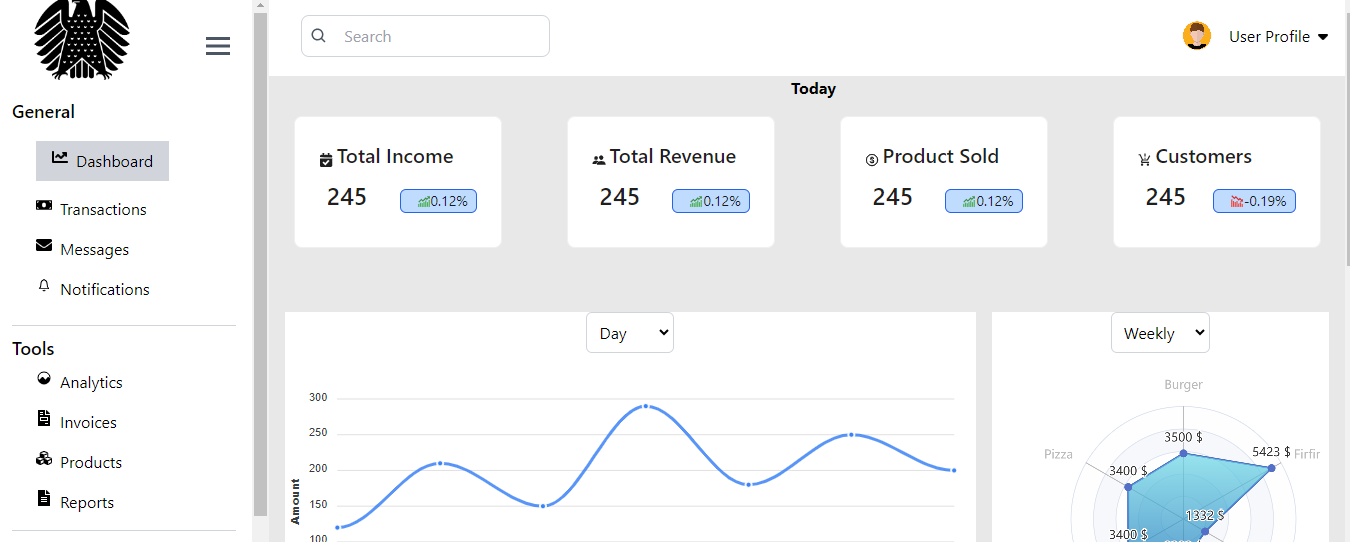 Search
User Profile
General
Dashboard
Transactions
Messages
Notifications
Tools
Analytics
Invoices
Products
Reports
Today
Total Income
245
0.12%
Total Revenue
245
0.12%
Product Sold
245
0.12%
Customers
245
-0.19%
Day
300
250
200
150
100
Amount
Weekly
Burger
Pizza
Firfir
3500 $
5423 $
3400 $
1332 $
3400 $